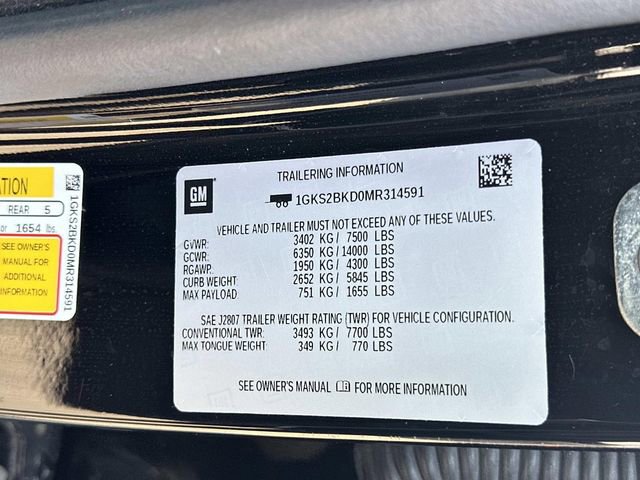 TION
REAR 5
or 1654 lbs.
SEE OWNER'S
MANUAL FOR
ADDITIONAL
INFORMATION
1GKS2BKD0MR314591
GM
TRAILERING INFORMATION
1GKS2BKD0MR314591
VEHICLE AND TRAILER MUST NOT EXCEED ANY OF THESE VALUES.
GVWR: 3402 KG/ 7500 LBS
GCWR: 6350 KG/ 14000 LBS
RGAWR: 1950 KG/ 4300 LBS
CURB WEIGHT 2652 KG/ 5845 LBS
MAX PAYLOAD 751 KG/ 1655 LBS
SAE J2807 TRAILER WEIGHT RATING (TWR) FOR VEHICLE CONFIGURATION.
CONVENTIONAL TWR: 3493 KG/ 7700 LBS
MAX TONGUE WEIGHT: 349 KG/ 770 LBS
SEE OWNER'S MANUAL FOR MORE INFORMATION